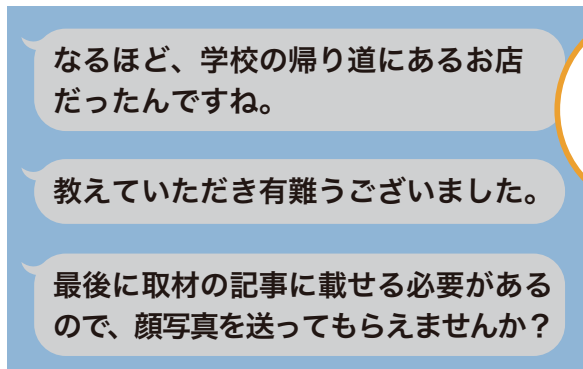 なるほど、学校の帰り道にあるお店
だったんですね。
教えていただき有難うございました。
最後に取材の記事に載せる必要がある
ので、顔写真を送ってもらえませんか？